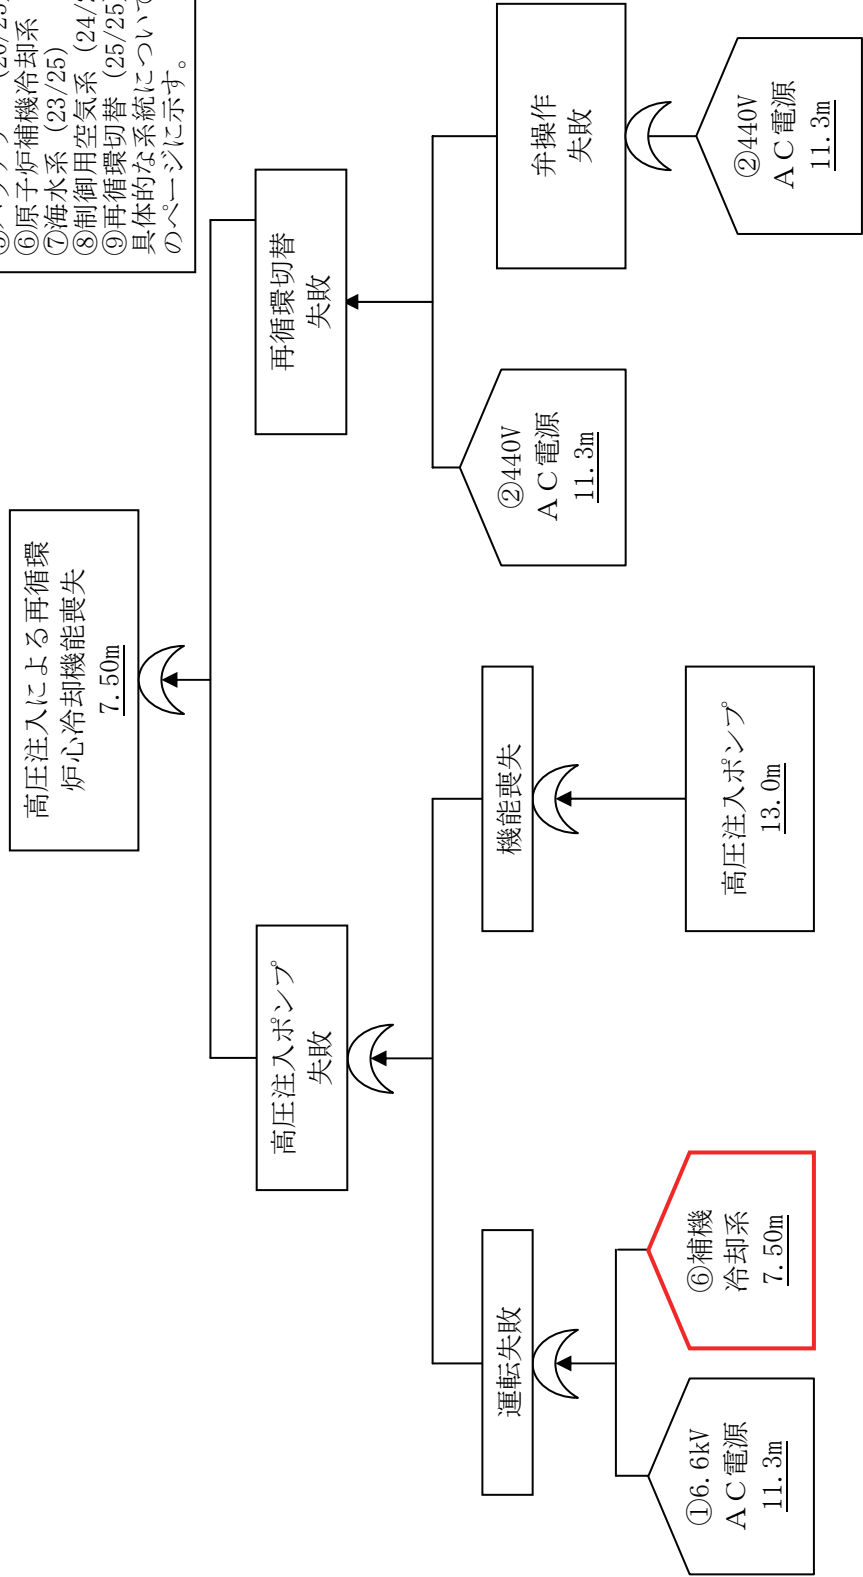 ⑥原子炉補機冷却系
⑦海水系（23/25）
⑧制御用空気系（24/2
⑨再循環切替（25/25）
具体的な系統について
のページに示す。
高圧注入による再循環
炉心冷却機能喪失
7.50m
高圧注入ポンプ
失敗
再循環切替
失敗
運転失敗
機能喪失
②440V
ＡＣ電源
11.3m
弁操作
失敗
①6.6kV
ＡＣ電源
11.3m
⑥補機
冷却系
7.50m
高圧注入ポンプ
13.0m
②440V
ＡＣ電源
11.3m